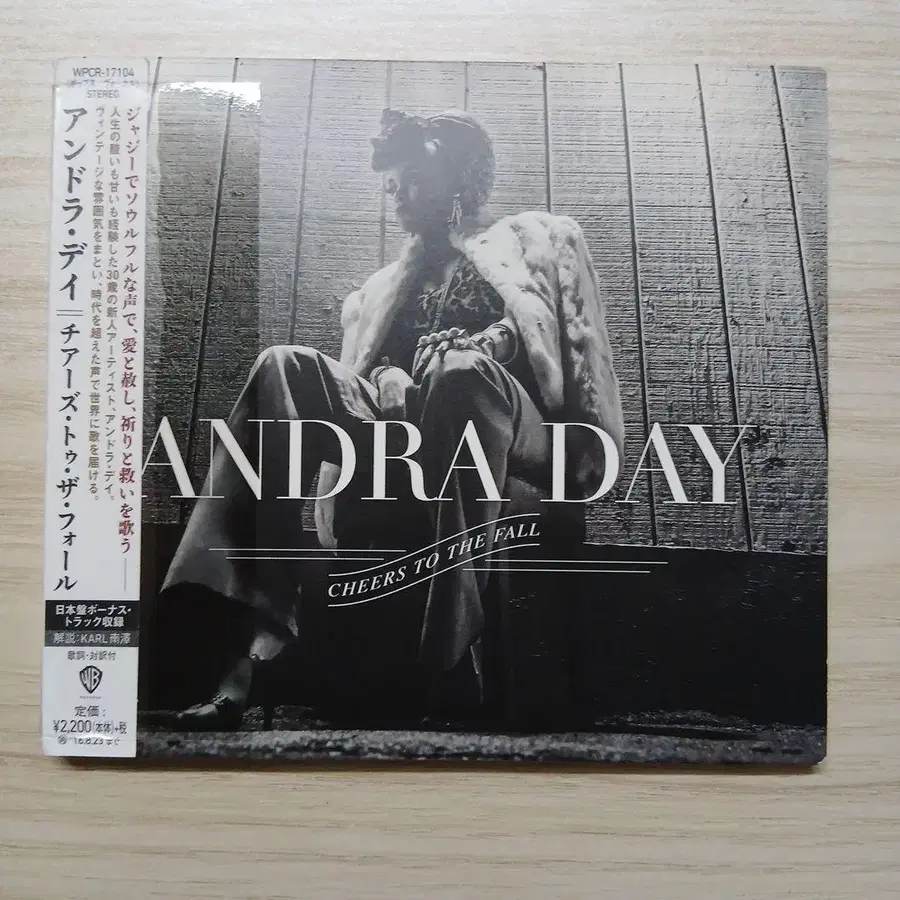 WPCR-17104
STEREO
アンドラ・デイ＝チアーズ・トゥ・ザ・フォール
ジャジーでソウルフルな声で、愛と赦し、祈りと救いを歌う──
人生の酸いも甘いも経験した30歳の新人アーティスト、アンドラ・デイ。
ヴィンテージな雰囲気をまとい、時代を超えた声で世界に歌を届ける。
日本盤ボーナス・
トラック収録
解説:KARL南澤
歌詞・対訳付
WB
定価:
¥2,200(本体)+税
ANDRA DAY
CHEERS TO THE FALL